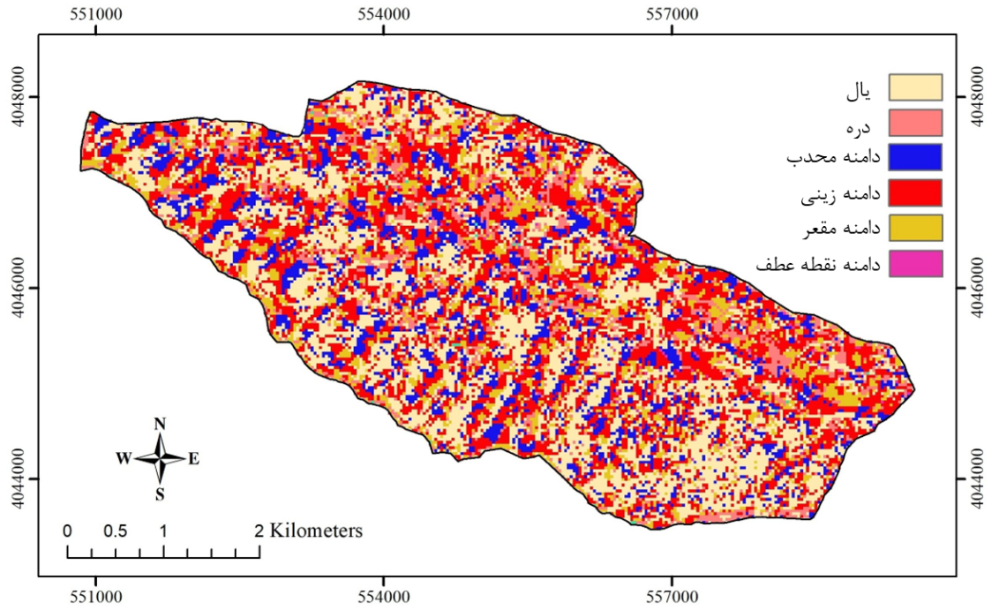 551000 554000 557000
4048000
4046000
4044000
4048000
4046000
4044000
یال
دره
دامنه محدب
دامنه زینی
دامنه مقعر
دامنه نقطه عطف
N
W E
S
0 0.5 1 2 Kilometers
551000 554000 557000